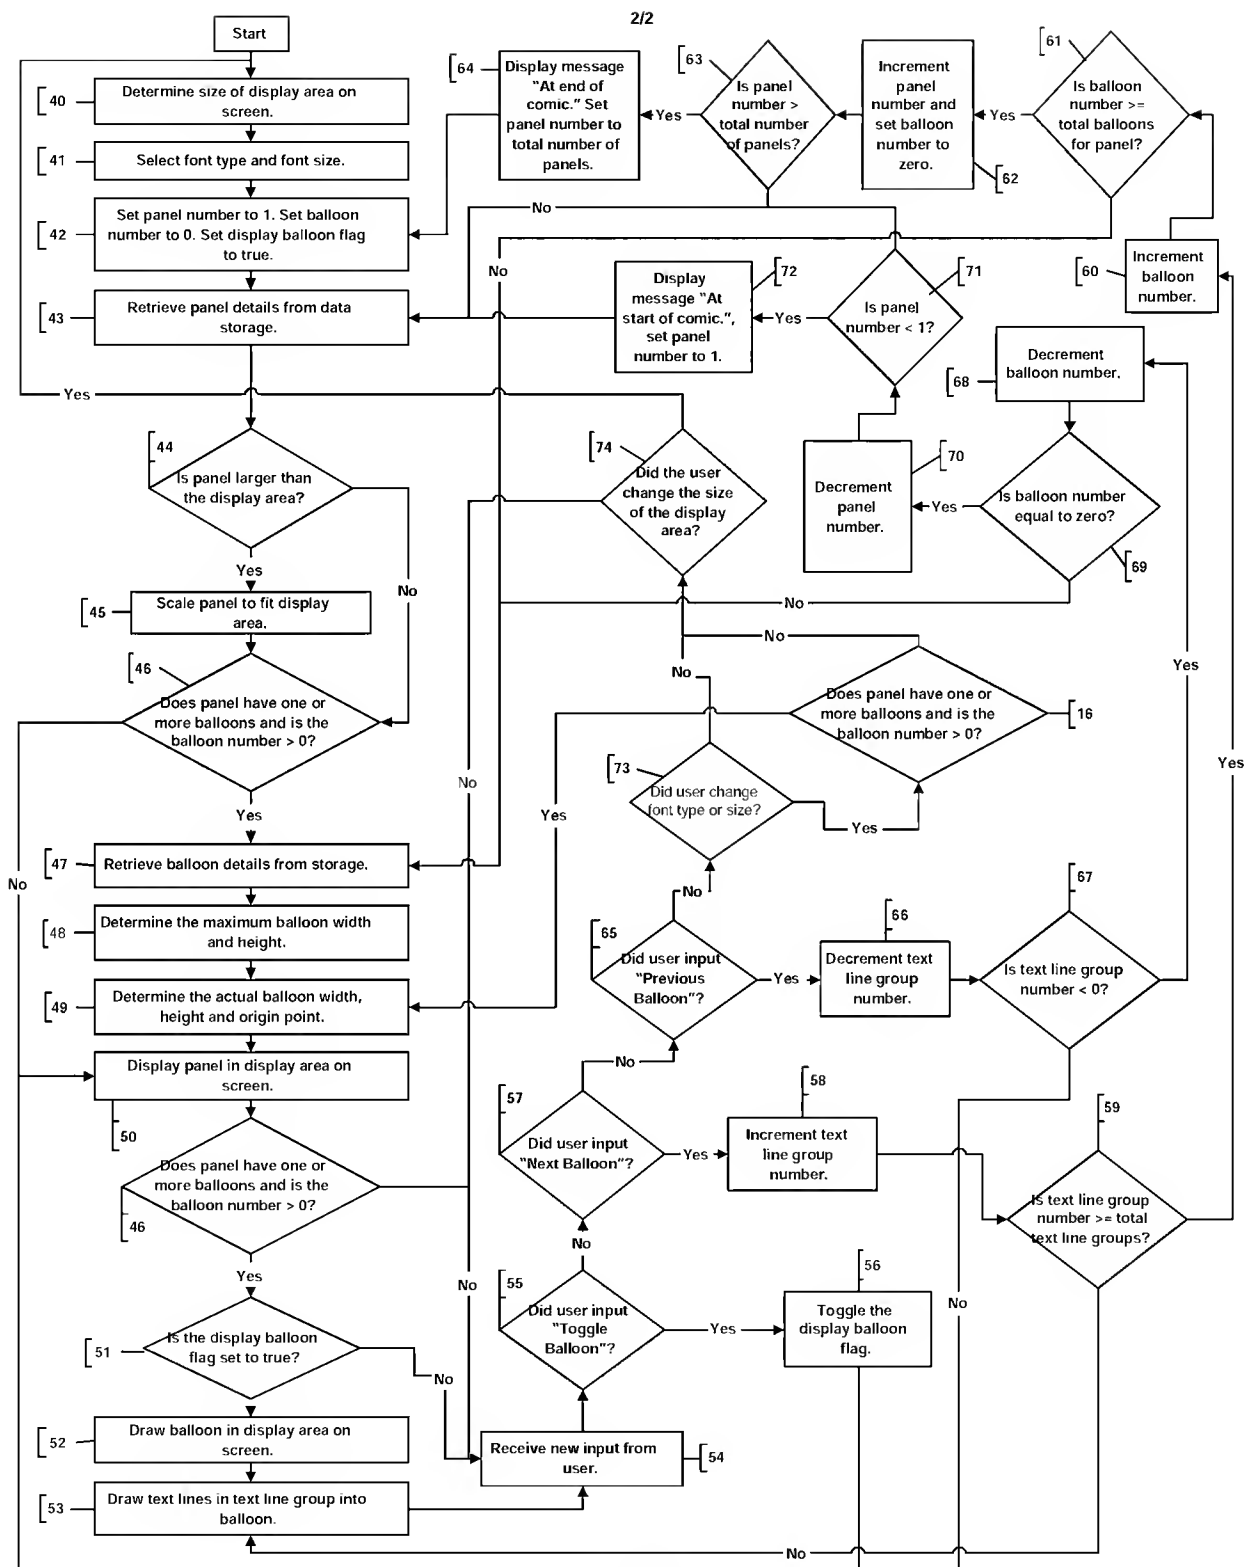 2/2
Start
40
Determine size of display area on
screen.
41
Select font type and font size.
42
Set panel number to 1. Set balloon
number to 0. Set display balloon flag
to true.
43
Retrieve panel details from data
storage.
64
Display message
"At end of
comic." Set
panel number to
total number of
panels.
Yes
63
Is panel
number >
total number
of panels?
Increment
panel
number and
set balloon
number to
zero.
62
Yes
61
Is balloon
number >=
total balloons
for panel?
No
No
60
Increment
balloon
number.
72
Display
message "At
start of comic.",
set panel
number to 1.
Yes
71
Is panel
number < 1?
68
Decrement
balloon number.
Yes
44
Is panel larger than
the display area?
74
Did the user
change the size
of the display
area?
70
Decrement
panel
number.
Yes
Is balloon number
equal to zero?
69
Yes
No
No
45
Scale panel to fit display
area.
No
No
Yes
46
Does panel have one or
more balloons and is the
balloon number > 0?
Does panel have one or
more balloons and is the
balloon number > 0?
16
73
Did user change
font type or size?
Yes
Yes
No
Yes
Yes
47
Retrieve balloon details from storage.
No
No
67
48
Determine the maximum balloon width
and height.
65
Did user input
"Previous
Balloon"?
Yes
66
Decrement text
line group
number.
Is text line group
number < 0?
49
Determine the actual balloon width,
height and origin point.
Display panel in display area on
screen.
50
No
57
Did user input
"Next Balloon"?
Yes
58
Increment text
line group
number.
59
Is text line group
number >= total
text line groups?
Does panel have one or
more balloons and is the
balloon number > 0?
46
No
Yes
No
55
Did user input
"Toggle
Balloon"?
Yes
56
Toggle the
display balloon
flag.
No
51
Is the display balloon
flag set to true?
No
52
Draw balloon in display area on
screen.
Receive new input from
user.
54
53
Draw text lines in text line group into
balloon.
No